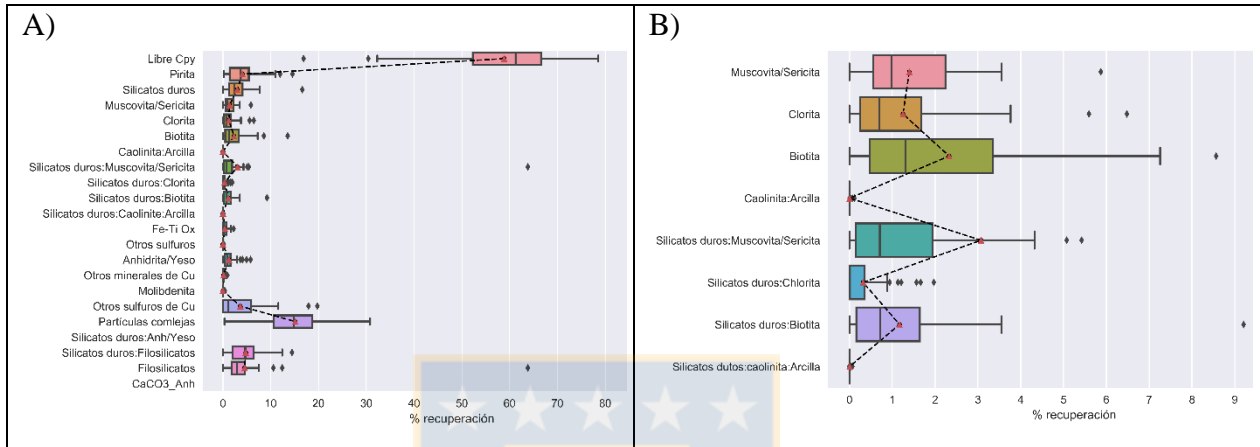 A)
Libre Cpy
Pirita
Silicatos duros
Muscovita/Sericita
Clorita
Biotita
Caolinita:Arcilla
Silicatos duros:Muscovita/Sericita
Silicatos duros:Clorita
Silicatos duros:Biotita
Silicatos duros:Caolinite:Arcilla
Fe-Ti Ox
Otros sulfuros
Anhidrita/Yeso
Otros minerales de Cu
Molibdenita
Otros sulfuros de Cu
Partículas comlejas
Silicatos duros:Anh/Yeso
Silicatos duros:Filosilicatos
Filosilicatos
CaCO3_Anh
0 10 20 30 40 50 60 70 80
% recuperación
B)
Muscovita/Sericita
Clorita
Biotita
Caolinita:Arcilla
Silicatos duros:Muscovita/Sericita
Silicatos duros:Chlorita
Silicatos duros:Biotita
Silicatos dutos:caolinita:Arcilla
0 1 2 3 4 5 6 7 8 9
% recuperación